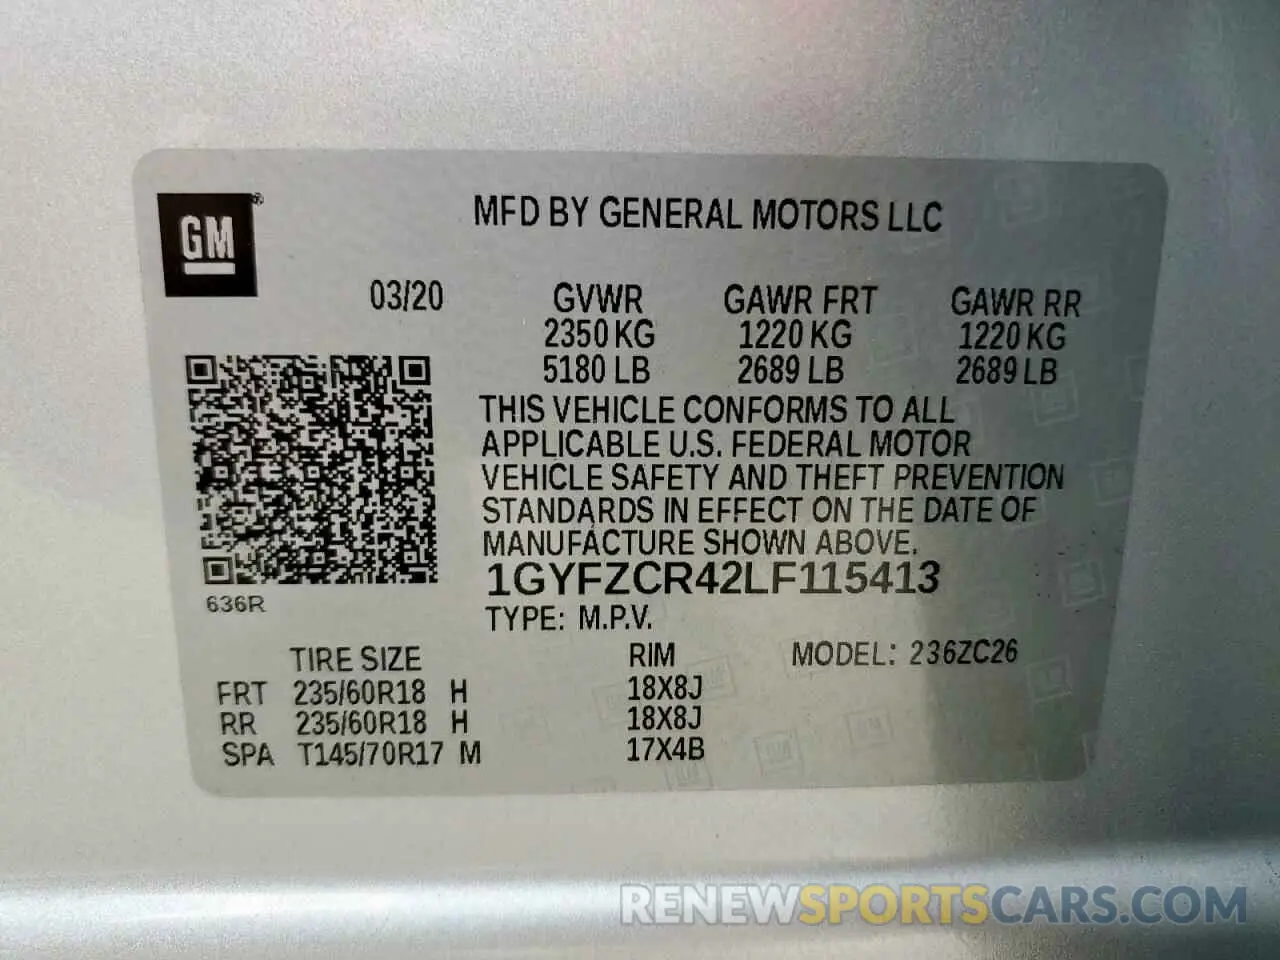 GM ®
MFD BY GENERAL MOTORS LLC
03/20
GVWR GAWR FRT GAWR RR
2350 KG 1220 KG 1220 KG
5180 LB 2689 LB 2689 LB
THIS VEHICLE CONFORMS TO ALL
APPLICABLE U.S. FEDERAL MOTOR
VEHICLE SAFETY AND THEFT PREVENTION
STANDARDS IN EFFECT ON THE DATE OF
MANUFACTURE SHOWN ABOVE.
1GYFZCR42LF115413
636R
TYPE: M.P.V.
TIRE SIZE RIM MODEL: 236ZC26
FRT 235/60R18 H 18X8J
RR 235/60R18 H 18X8J
SPA T145/70R17 M 17X4B
RENEWSPORTSCARS.COM